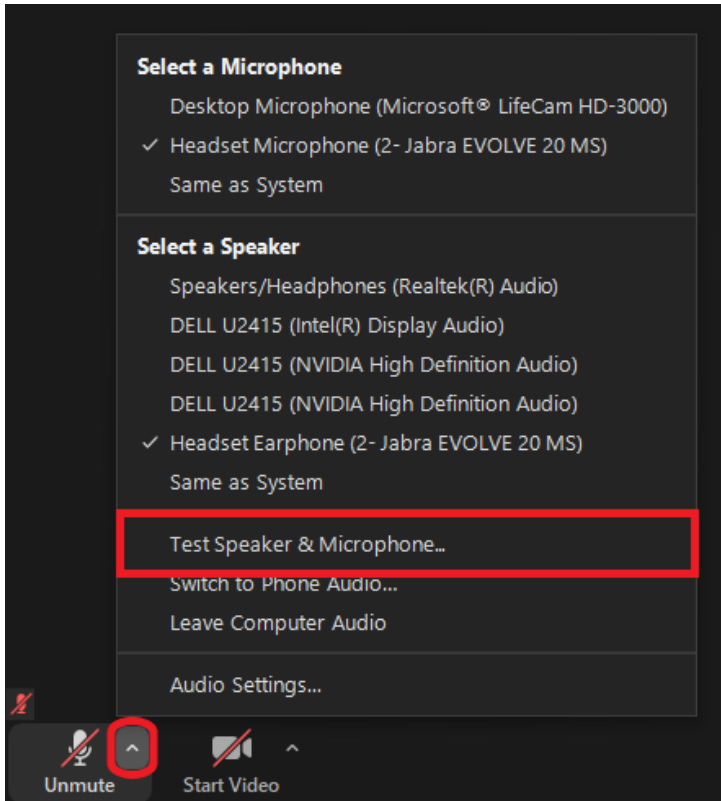 Select a Microphone
Desktop Microphone (Microsoft® LifeCam HD-3000)
Headset Microphone (2- Jabra EVOLVE 20 MS)
Same as System
Select a Speaker
Speakers/Headphones (Realtek(R) Audio)
DELL U2415 (Intel(R) Display Audio)
DELL U2415 (NVIDIA High Definition Audio)
DELL U2415 (NVIDIA High Definition Audio)
Headset Earphone (2- Jabra EVOLVE 20 MS)
Same as System
Test Speaker & Microphone...
Switch to Phone Audio...
Leave Computer Audio
Audio Settings...
Unmute
Start Video